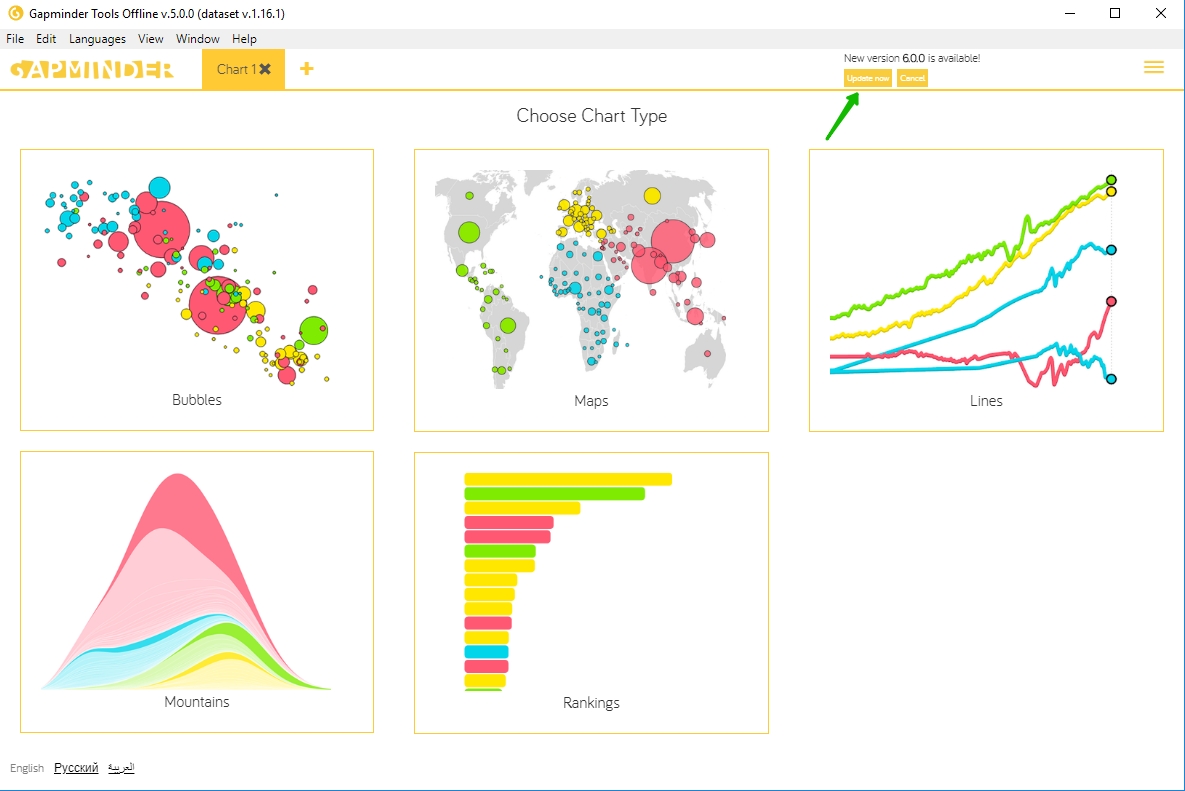 Gapminder Tools Offline v.5.0.0 (dataset v.1.16.1)
File Edit Languages View Window Help
GAPMINDER
Chart 1
New version 6.0.0 is available!
Update now Cancel
Choose Chart Type
Bubbles
Maps
Lines
Mountains
Rankings
English Русский العربية